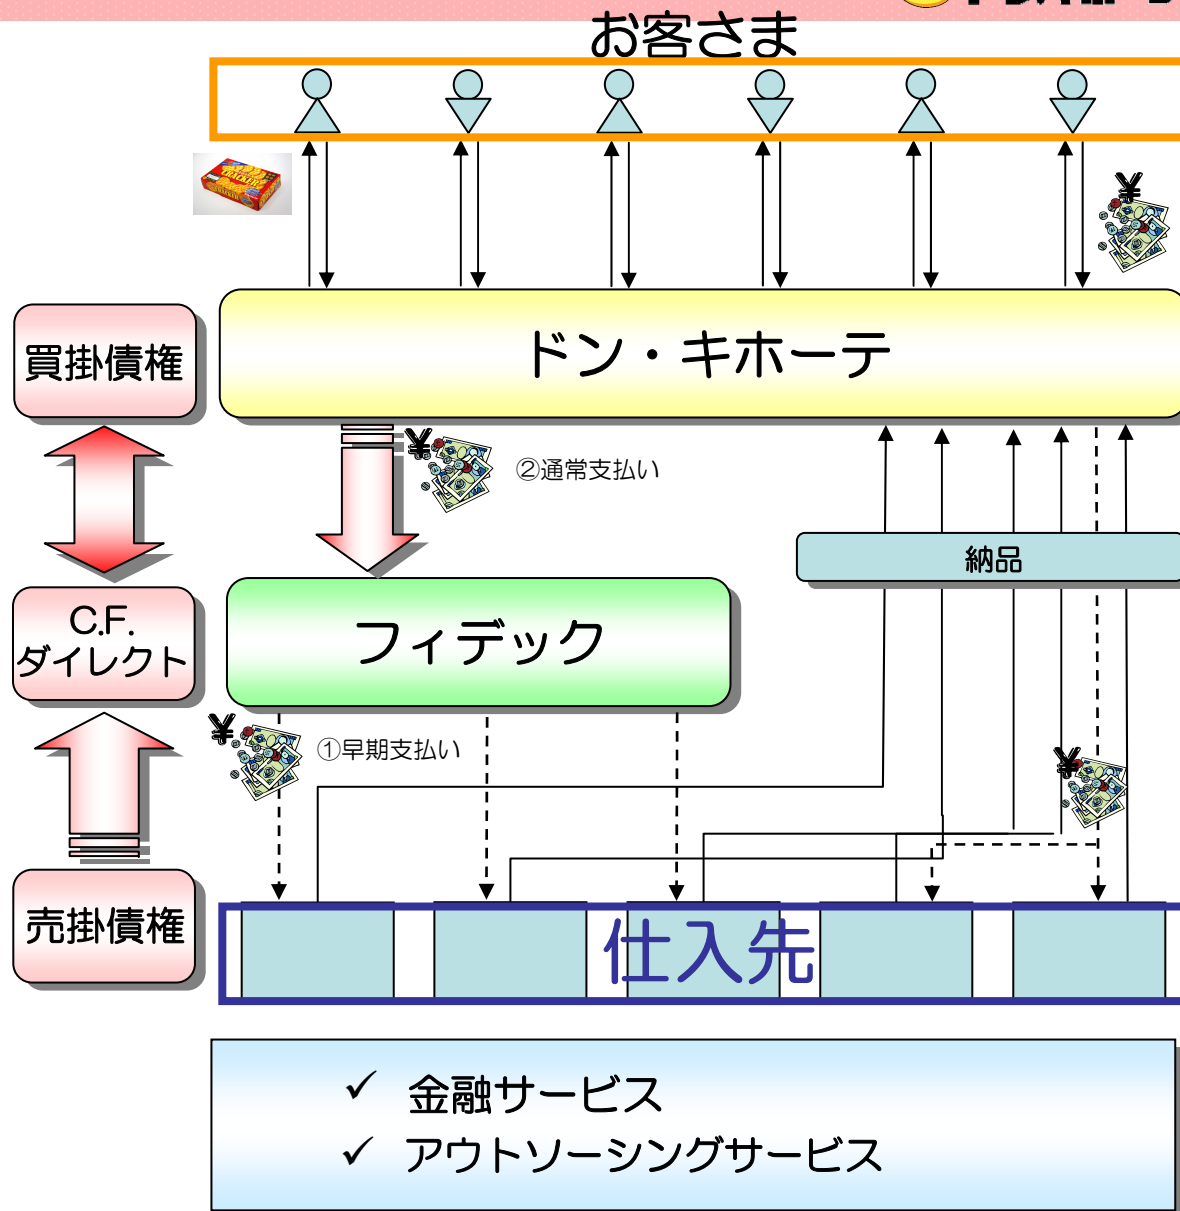 お客さま
CRACKER
買掛債権
ドン・キホーテ
②通常支払い
納品
C.F.
ダイレクト
フィデック
①早期支払い
売掛債権
仕入先
✓ 金融サービス
✓ アウトソーシングサービス